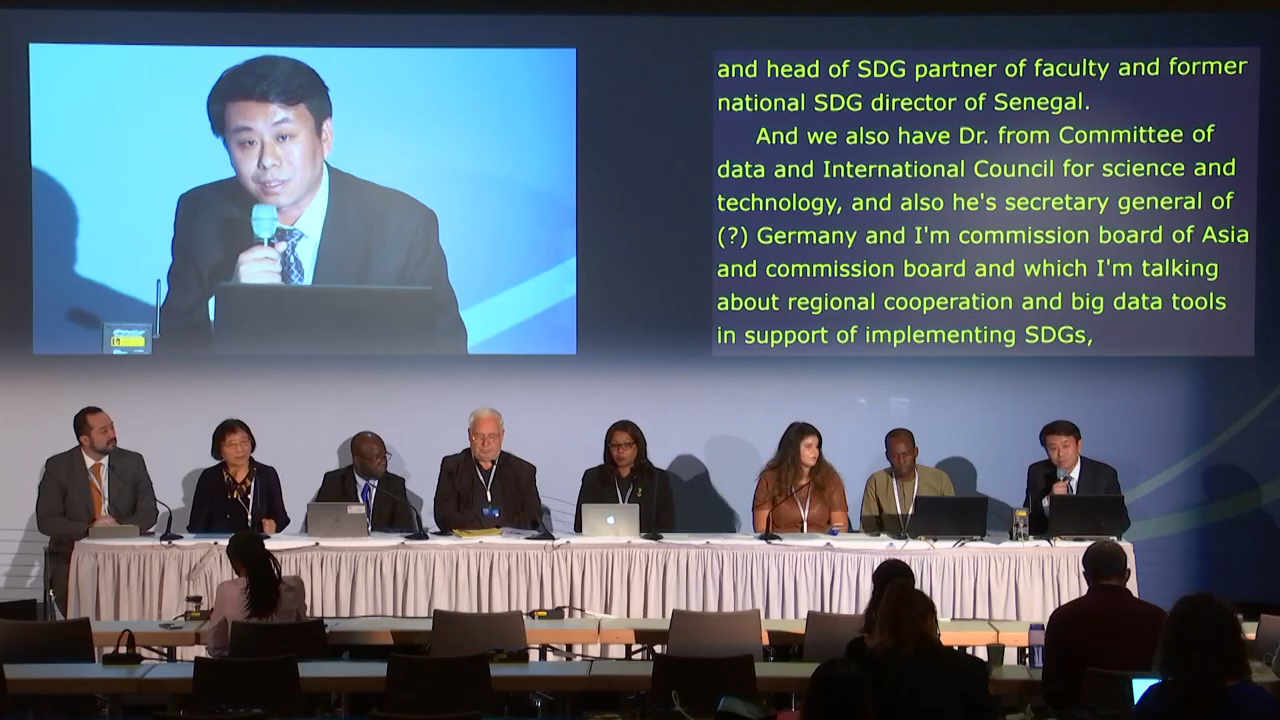 and head of SDG partner of faculty and former
national SDG director of Senegal.
And we also have Dr. from Committee of
data and International Council for science and
technology, and also he's secretary general of
(?) Germany and I'm commission board of Asia
and commission board and which I'm talking
about regional cooperation and big data tools
in support of implementing SDGs,